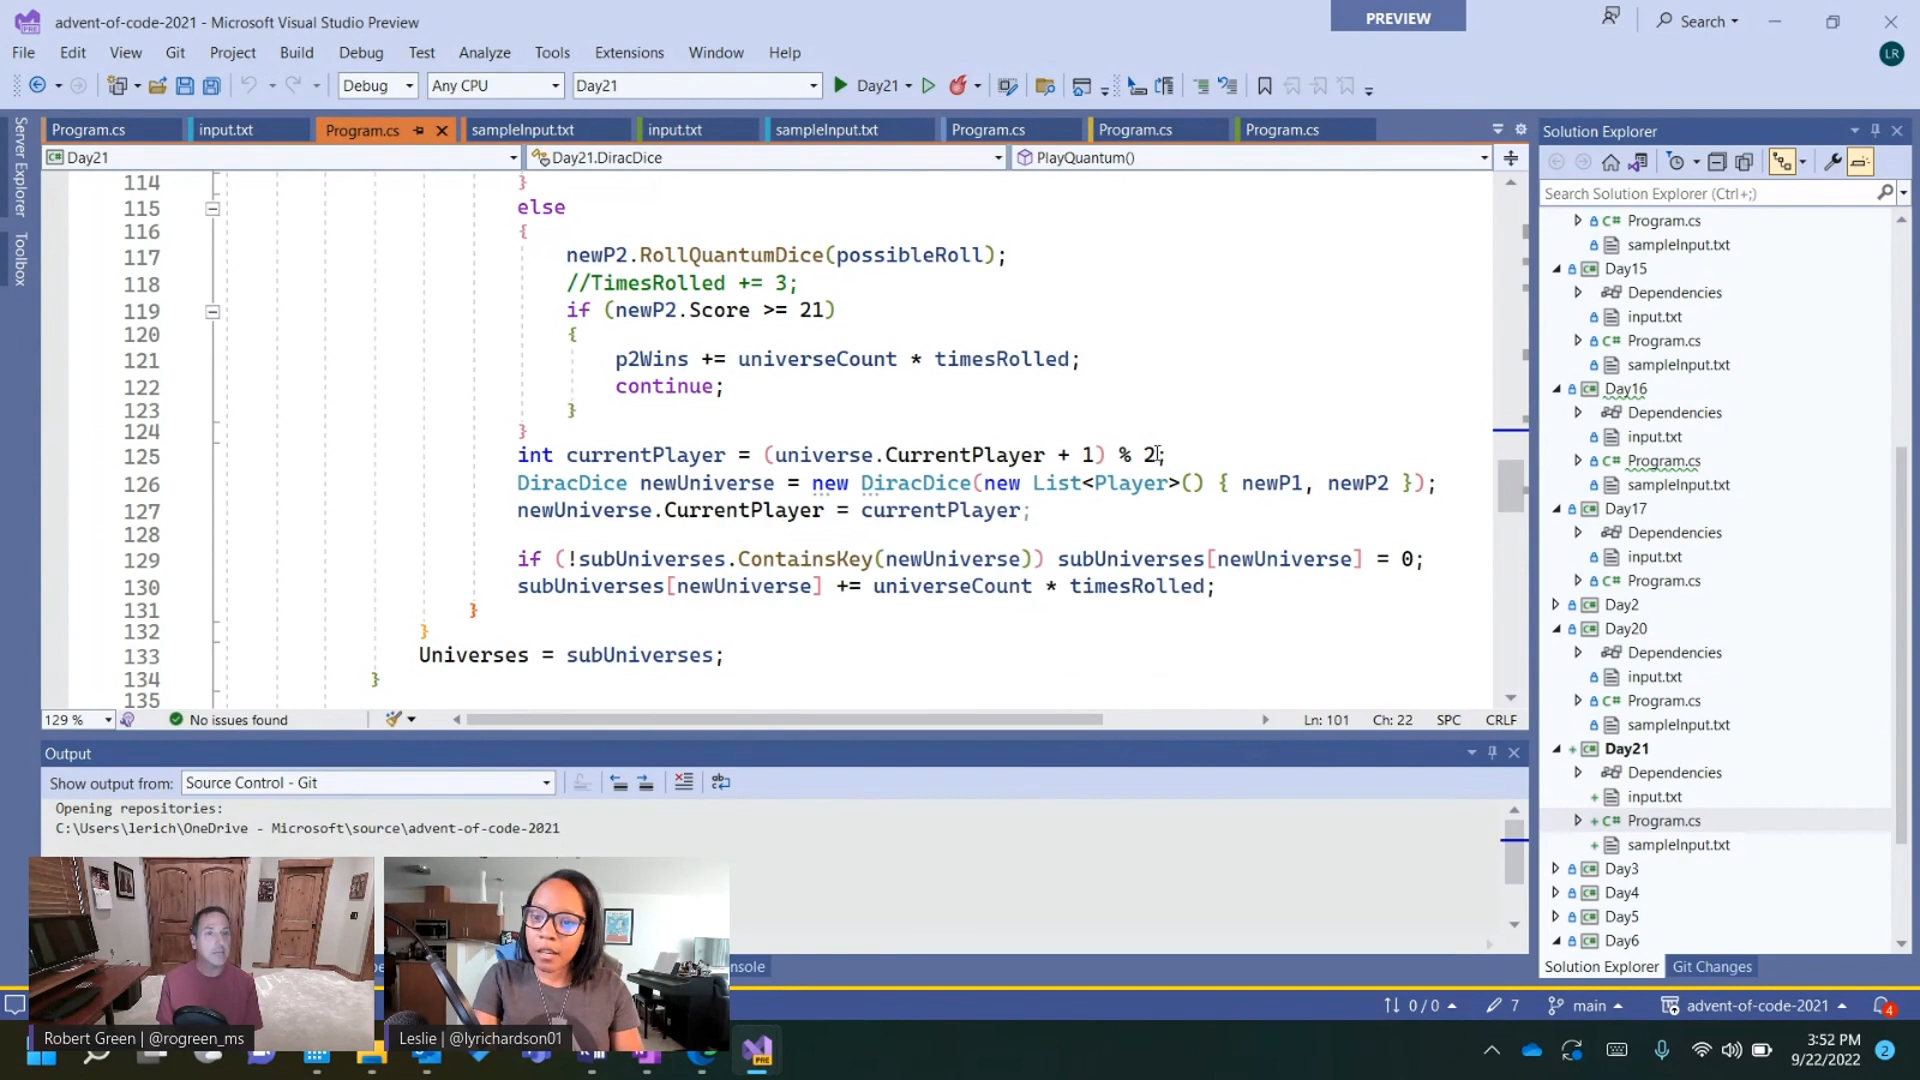 advent-of-code-2021 - Microsoft Visual Studio Preview
PREVIEW
Search
File Edit View Git Project Build Debug Test Analyze Tools Extensions Window Help
LR
Debug Any CPU Day21 Day21
Server Explorer
Toolbox
Program.cs input.txt Program.cs sampleInput.txt input.txt sampleInput.txt Program.cs Program.cs Program.cs
Day21 Day21.DiracDice PlayQuantum()
114 }
115 else
116 {
117 newP2.RollQuantumDice(possibleRoll);
118 //TimesRolled += 3;
119 if (newP2.Score >= 21)
120 {
121 p2Wins += universeCount * timesRolled;
122 continue;
123 }
124 }
125 int currentPlayer = (universe.CurrentPlayer + 1) % 2;
126 DiracDice newUniverse = new DiracDice(new List<Player>() { newP1, newP2 });
127 newUniverse.CurrentPlayer = currentPlayer;
128
129 if (!subUniverses.ContainsKey(newUniverse)) subUniverses[newUniverse] = 0;
130 subUniverses[newUniverse] += universeCount * timesRolled;
131 }
132 }
133 Universes = subUniverses;
134 }
135
129 % No issues found Ln: 101 Ch: 22 SPC CRLF
Output
Show output from: Source Control - Git
Opening repositories:
C:\Users\lerich\OneDrive - Microsoft\source\advent-of-code-2021
Solution Explorer
Search Solution Explorer (Ctrl+;)
C# Program.cs
sampleInput.txt
Day15
Dependencies
input.txt
C# Program.cs
sampleInput.txt
Day16
Dependencies
input.txt
C# Program.cs
sampleInput.txt
Day17
Dependencies
input.txt
C# Program.cs
Day2
Day20
Dependencies
input.txt
C# Program.cs
sampleInput.txt
Day21
Dependencies
input.txt
C# Program.cs
sampleInput.txt
Day3
Day4
Day5
Day6
Solution Explorer Git Changes
0 / 0 7 main advent-of-code-2021 4
Robert Green | @rogreen_ms
Leslie | @lyrichardson01
PRE
3:52 PM
9/22/2022
2